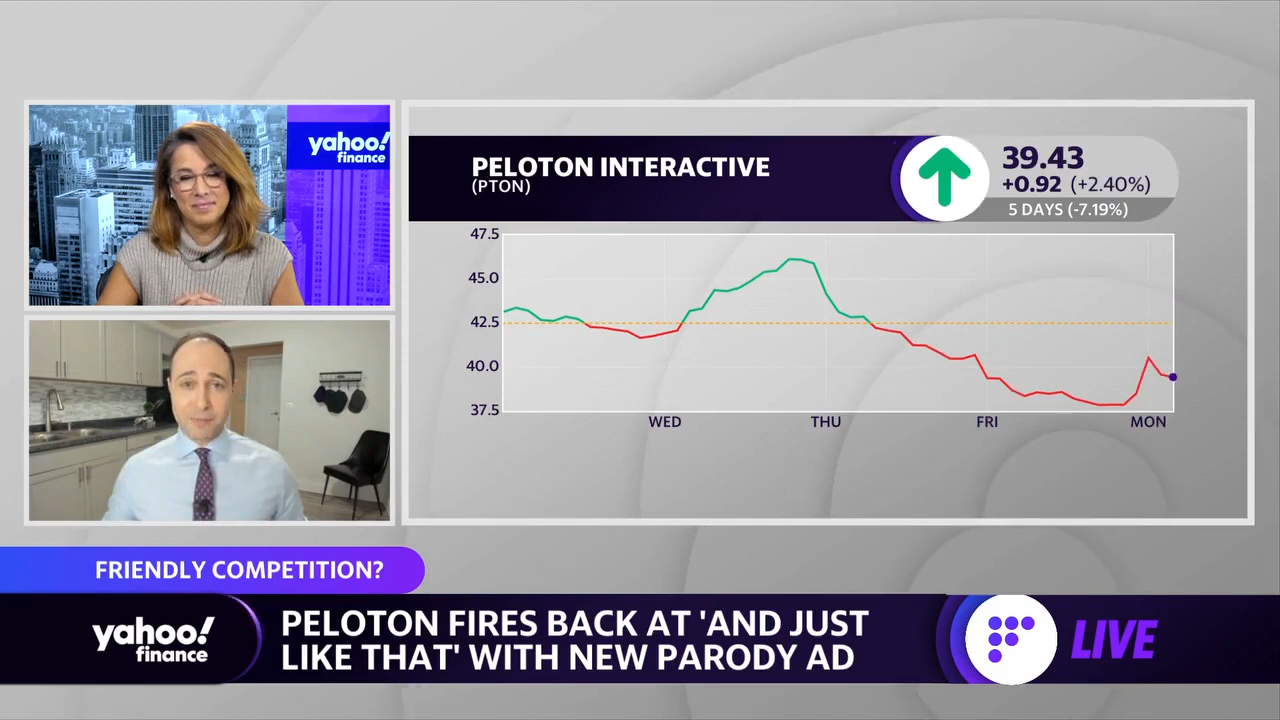 yahoo!
finance
PELOTON INTERACTIVE
(PTON)
39.43
+0.92 (+2.40%)
5 DAYS (-7.19%)
47.5
45.0
42.5
40.0
37.5
WED
THU
FRI
MON
FRIENDLY COMPETITION?
yahoo!
finance
PELOTON FIRES BACK AT 'AND JUST
LIKE THAT' WITH NEW PARODY AD
LIVE